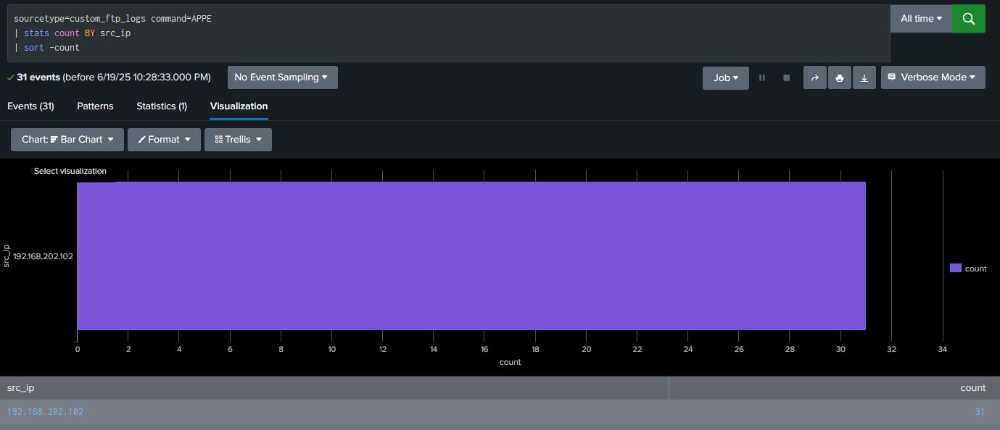 sourcetype=custom_ftp_logs command=APPE
| stats count BY src_ip
| sort -count
All time
✓ 31 events (before 6/19/25 10:28:33.000 PM)
No Event Sampling
Job
Verbose Mode
Events (31)
Patterns
Statistics (1)
Visualization
Chart: Bar Chart
Format
Trellis
Select visualization
src_ip
192.168.202.102
0 2 4 6 8 10 12 14 16 18 20 22 24 26 28 30 32 34
count
count
src_ip count
192.168.202.102 31